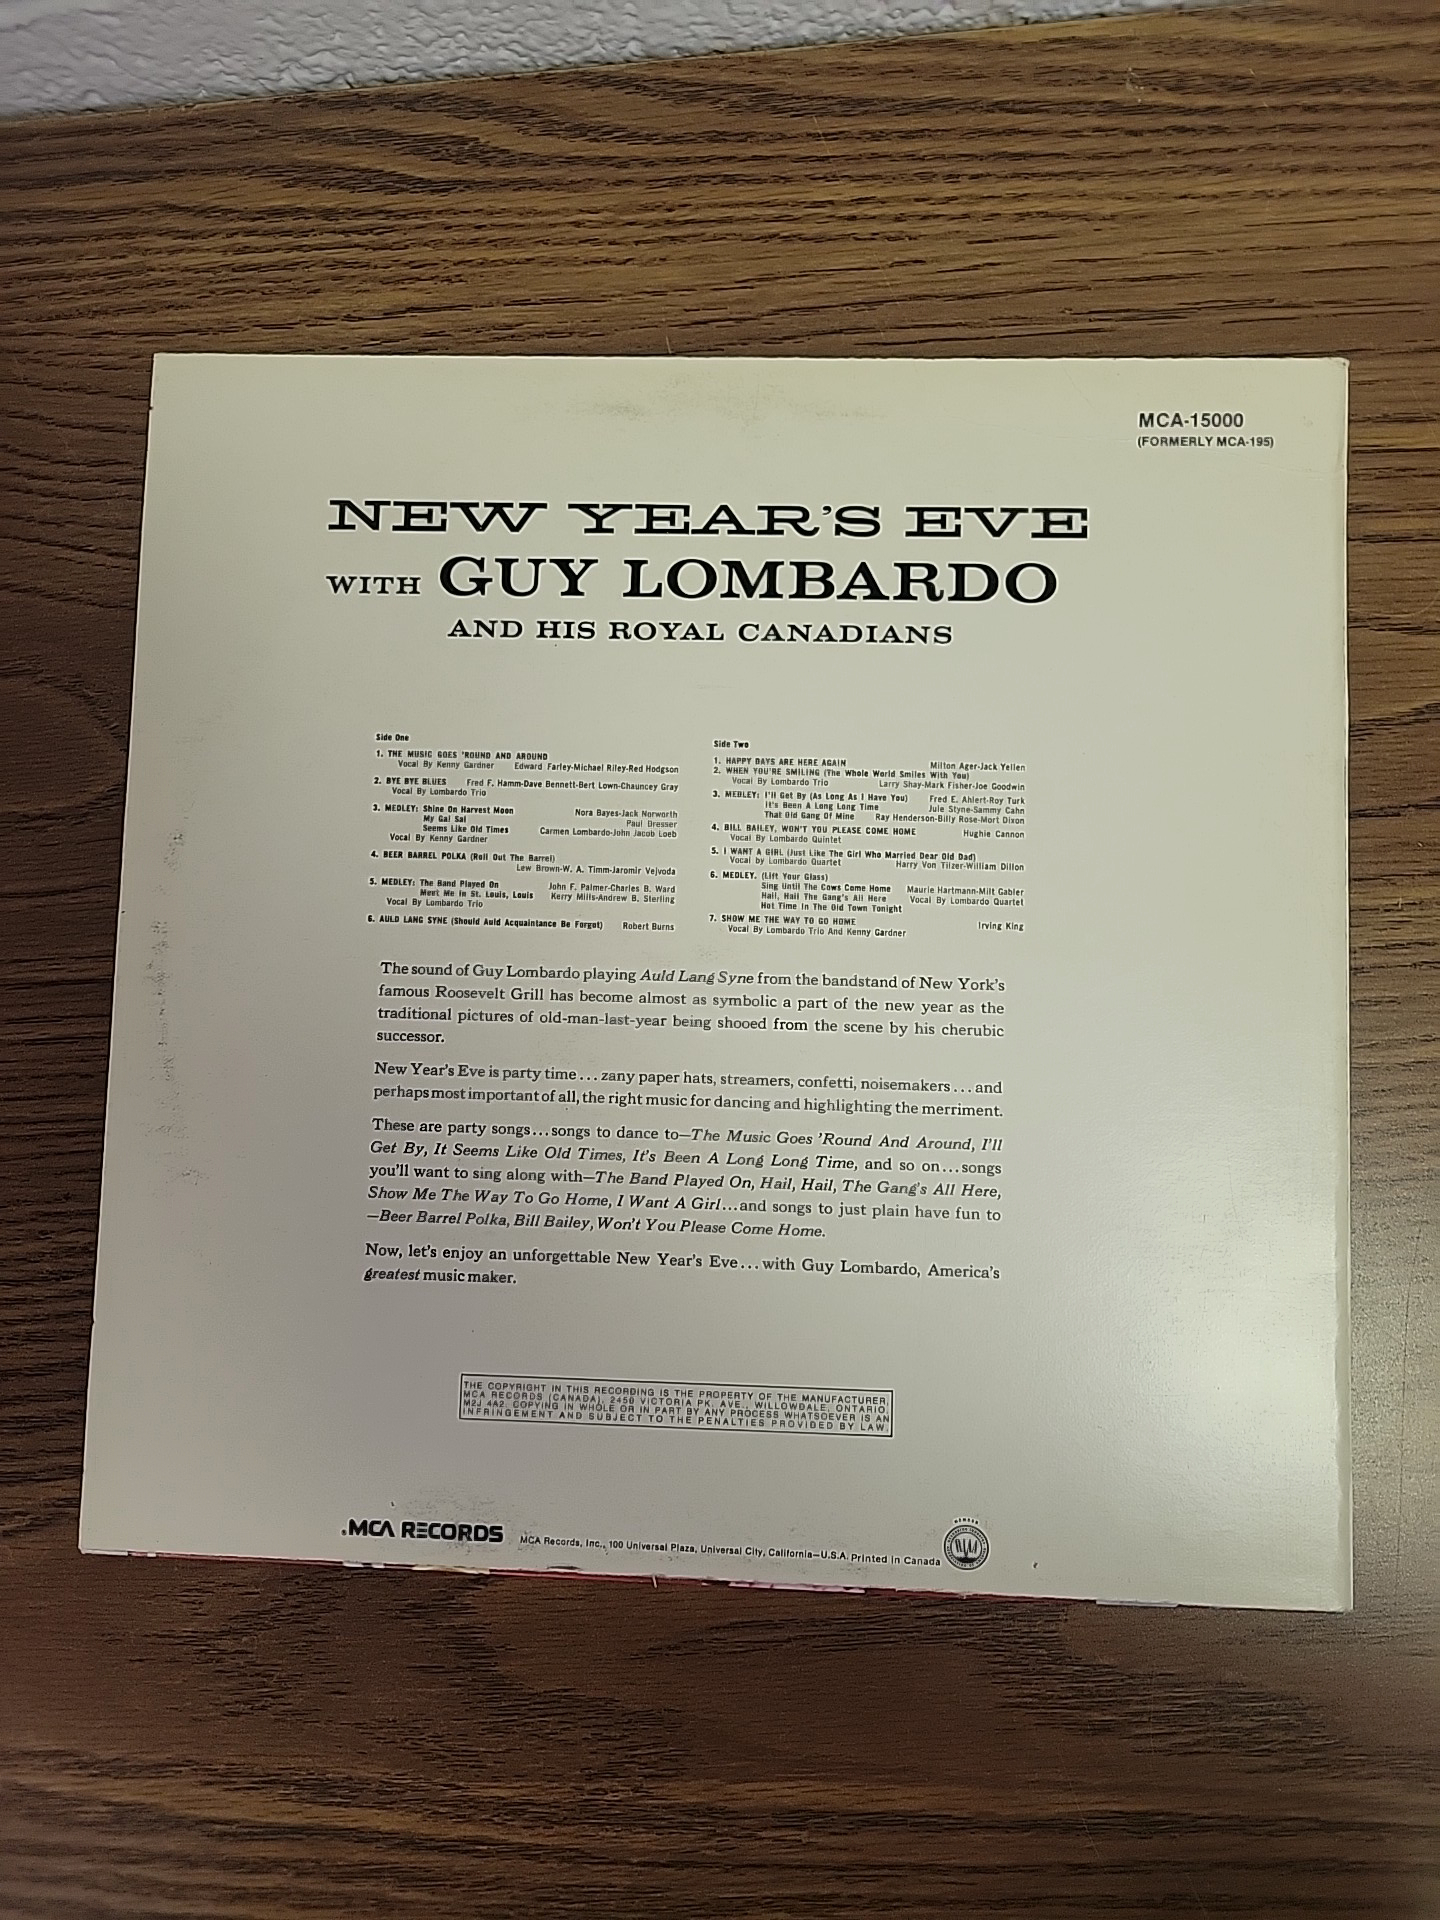 MCA-15000
(FORMERLY MCA-195)
NEW YEAR'S EVE
WITH GUY LOMBARDO
AND HIS ROYAL CANADIANS
Side One
1. THE MUSIC GOES 'ROUND AND AROUND
Vocal By Kenny Gardner Edward Farley-Michael Riley-Red Hodgson
2. BYE BYE BLUES Fred F. Hamm-Dave Bennett-Bert Lown-Chauncey Gray
Vocal By Lombardo Trio
3. MEDLEY: Shine On Harvest Moon Nora Bayes-Jack Norworth
My Gal Sal Paul Dresser
Seems Like Old Times Carmen Lombardo-John Jacob Loeb
Vocal By Kenny Gardner
4. BEER BARREL POLKA (Roll Out The Barrel)
Lew Brown-W. A. Timm-Jaromir Vejvoda
5. MEDLEY: The Band Played On John F. Palmer-Charles B. Ward
Meet Me In St. Louis, Louis Kerry Mills-Andrew B. Sterling
Vocal By Lombardo Trio
6. AULD LANG SYNE (Should Auld Acquaintance Be Forgot) Robert Burns
Side Two
1. HAPPY DAYS ARE HERE AGAIN Milton Ager-Jack Yellen
2. WHEN YOU'RE SMILING (The Whole World Smiles With You)
Vocal By Lombardo Trio Larry Shay-Mark Fisher-Joe Goodwin
3. MEDLEY: I'll Get By (As Long As I Have You) Fred E. Ahlert-Roy Turk
It's Been A Long Long Time Jule Styne-Sammy Cahn
That Old Gang Of Mine Ray Henderson-Billy Rose-Mort Dixon
4. BILL BAILEY, WON'T YOU PLEASE COME HOME Hughie Cannon
Vocal By Lombardo Quintet
5. I WANT A GIRL (Just Like The Girl Who Married Dear Old Dad)
Vocal by Lombardo Quartet Harry Von Tilzer-William Dillon
6. MEDLEY. (Lift Your Glass)
Sing Until The Cows Come Home Maurie Hartmann-Milt Gabler
Hail, Hail The Gang's All Here Vocal By Lombardo Quartet
Hot Time In The Old Town Tonight
7. SHOW ME THE WAY TO GO HOME Irving King
Vocal By Lombardo Trio And Kenny Gardner
The sound of Guy Lombardo playing Auld Lang Syne from the bandstand of New York's
famous Roosevelt Grill has become almost as symbolic a part of the new year as the
traditional pictures of old-man-last-year being shooed from the scene by his cherubic
successor.
New Year's Eve is party time...zany paper hats, streamers, confetti, noisemakers...and
perhaps most important of all, the right music for dancing and highlighting the merriment.
These are party songs...songs to dance to—The Music Goes 'Round And Around, I'll
Get By, It Seems Like Old Times, It's Been A Long Long Time, and so on...songs
you'll want to sing along with—The Band Played On, Hail, Hail, The Gang's All Here,
Show Me The Way To Go Home, I Want A Girl...and songs to just plain have fun to
—Beer Barrel Polka, Bill Bailey, Won't You Please Come Home.
Now, let's enjoy an unforgettable New Year's Eve...with Guy Lombardo, America's
greatest music maker.
THE COPYRIGHT IN THIS RECORDING IS THE PROPERTY OF THE MANUFACTURER,
MCA RECORDS (CANADA), 2450 VICTORIA PK. AVE., WILLOWDALE, ONTARIO,
M2J 4A2. COPYING IN WHOLE OR IN PART BY ANY PROCESS WHATSOEVER IS AN
INFRINGEMENT AND SUBJECT TO THE PENALTIES PROVIDED BY LAW.
MCA RECORDS MCA Records, Inc., 100 Universal Plaza, Universal City, California—U.S.A. Printed in Canada
MEMBER